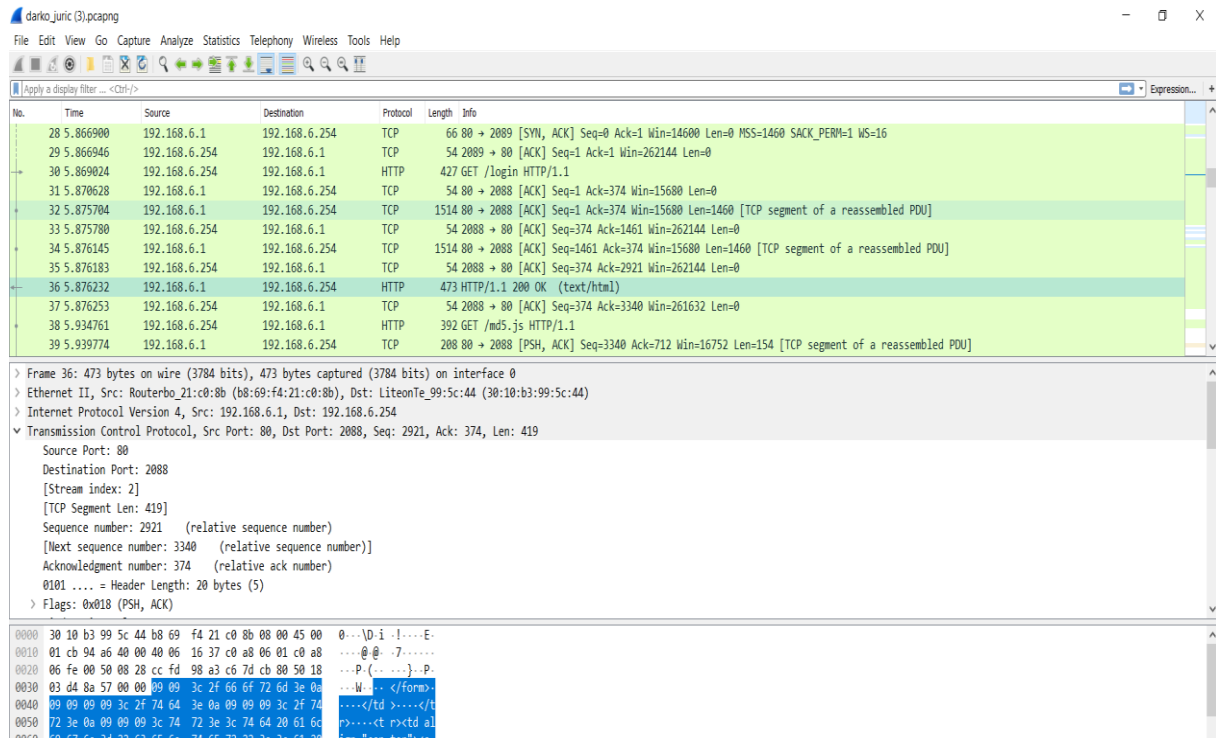 darko_juric (3).pcapng
File Edit View Go Capture Analyze Statistics Telephony Wireless Tools Help
Apply a display filter ... <Ctrl-/> Expression... +
No. Time Source Destination Protocol Length Info
28 5.866900 192.168.6.1 192.168.6.254 TCP 66 80 → 2089 [SYN, ACK] Seq=0 Ack=1 Win=14600 Len=0 MSS=1460 SACK_PERM=1 WS=16
29 5.866946 192.168.6.254 192.168.6.1 TCP 54 2089 → 80 [ACK] Seq=1 Ack=1 Win=262144 Len=0
30 5.869024 192.168.6.254 192.168.6.1 HTTP 427 GET /login HTTP/1.1
31 5.870628 192.168.6.1 192.168.6.254 TCP 54 80 → 2088 [ACK] Seq=1 Ack=374 Win=15680 Len=0
32 5.875704 192.168.6.1 192.168.6.254 TCP 1514 80 → 2088 [ACK] Seq=1 Ack=374 Win=15680 Len=1460 [TCP segment of a reassembled PDU]
33 5.875780 192.168.6.254 192.168.6.1 TCP 54 2088 → 80 [ACK] Seq=374 Ack=1461 Win=262144 Len=0
34 5.876145 192.168.6.1 192.168.6.254 TCP 1514 80 → 2088 [ACK] Seq=1461 Ack=374 Win=15680 Len=1460 [TCP segment of a reassembled PDU]
35 5.876183 192.168.6.254 192.168.6.1 TCP 54 2088 → 80 [ACK] Seq=374 Ack=2921 Win=262144 Len=0
36 5.876232 192.168.6.1 192.168.6.254 HTTP 473 HTTP/1.1 200 OK (text/html)
37 5.876253 192.168.6.254 192.168.6.1 TCP 54 2088 → 80 [ACK] Seq=374 Ack=3340 Win=261632 Len=0
38 5.934761 192.168.6.254 192.168.6.1 HTTP 392 GET /md5.js HTTP/1.1
39 5.939774 192.168.6.1 192.168.6.254 TCP 208 80 → 2088 [PSH, ACK] Seq=3340 Ack=712 Win=16752 Len=154 [TCP segment of a reassembled PDU]
Frame 36: 473 bytes on wire (3784 bits), 473 bytes captured (3784 bits) on interface 0
Ethernet II, Src: Routerbo_21:c0:8b (b8:69:f4:21:c0:8b), Dst: LiteonTe_99:5c:44 (30:10:b3:99:5c:44)
Internet Protocol Version 4, Src: 192.168.6.1, Dst: 192.168.6.254
Transmission Control Protocol, Src Port: 80, Dst Port: 2088, Seq: 2921, Ack: 374, Len: 419
Source Port: 80
Destination Port: 2088
[Stream index: 2]
[TCP Segment Len: 419]
Sequence number: 2921 (relative sequence number)
[Next sequence number: 3340 (relative sequence number)]
Acknowledgment number: 374 (relative ack number)
0101 .... = Header Length: 20 bytes (5)
Flags: 0x018 (PSH, ACK)
0000 30 10 b3 99 5c 44 b8 69 f4 21 c0 8b 08 00 45 00 0···\D·i ·!····E·
0010 01 cb 94 a6 40 00 40 06 16 37 c0 a8 06 01 c0 a8 ····@·@· ·7······
0020 06 fe 00 50 08 28 cc fd 98 a3 c6 7d cb 80 50 18 ···P·(·· ···}··P·
0030 03 d4 8a 57 00 00 09 09 3c 2f 66 6f 72 6d 3e 0a ···W···· </form>·
0040 09 09 09 09 3c 2f 74 64 3e 0a 09 09 09 3c 2f 74 ····</td >····</t
0050 72 3e 0a 09 09 09 3c 74 72 3e 3c 74 64 20 61 6c r>····<t r><td al